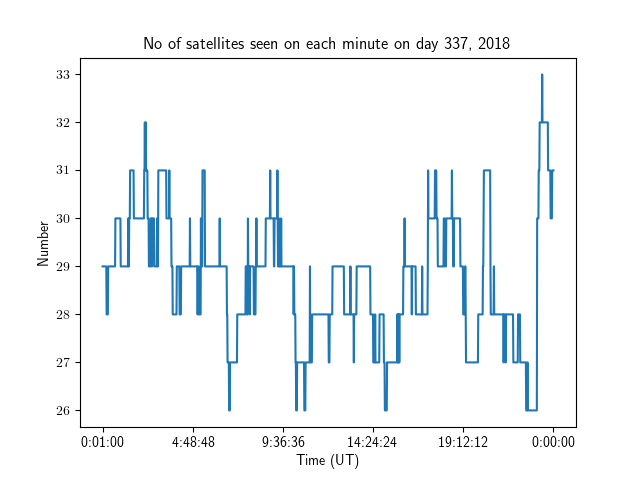 No of satellites seen on each minute on day 337, 2018
33
32
31
30
29
28
27
26
Number
0:01:00 4:48:48 9:36:36 14:24:24 19:12:12 0:00:00
Time (UT)